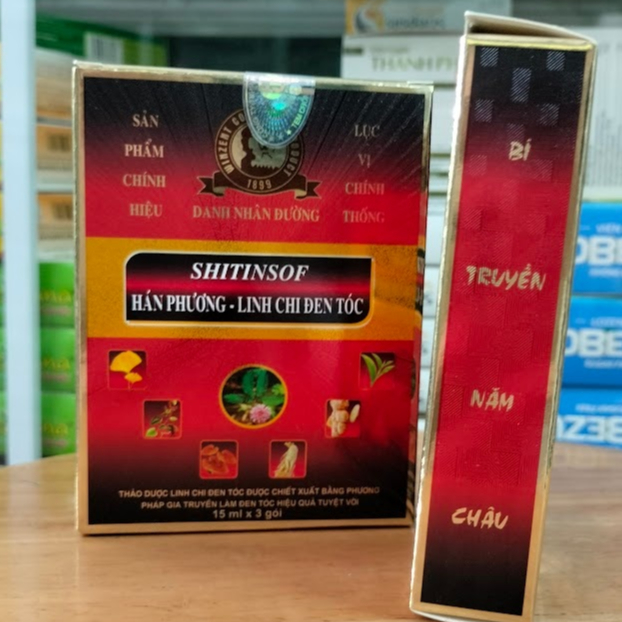 SẢN
PHẨM
CHÍNH
HIỆU
1899
DANH NHÂN ĐƯỜNG
LỤC
VỊ
CHÍNH
THỐNG
SHITINSOF
HÁN PHƯƠNG - LINH CHI ĐEN TÓC
THẢO DƯỢC LINH CHI ĐEN TÓC ĐƯỢC CHIẾT XUẤT BẰNG PHƯƠNG
PHÁP GIA TRUYỀN LÀM ĐEN TÓC HIỆU QUẢ TUYỆT VỜI
15 ml x 3 gói
BÍ
TRUYỀN
NĂM
CHÂU